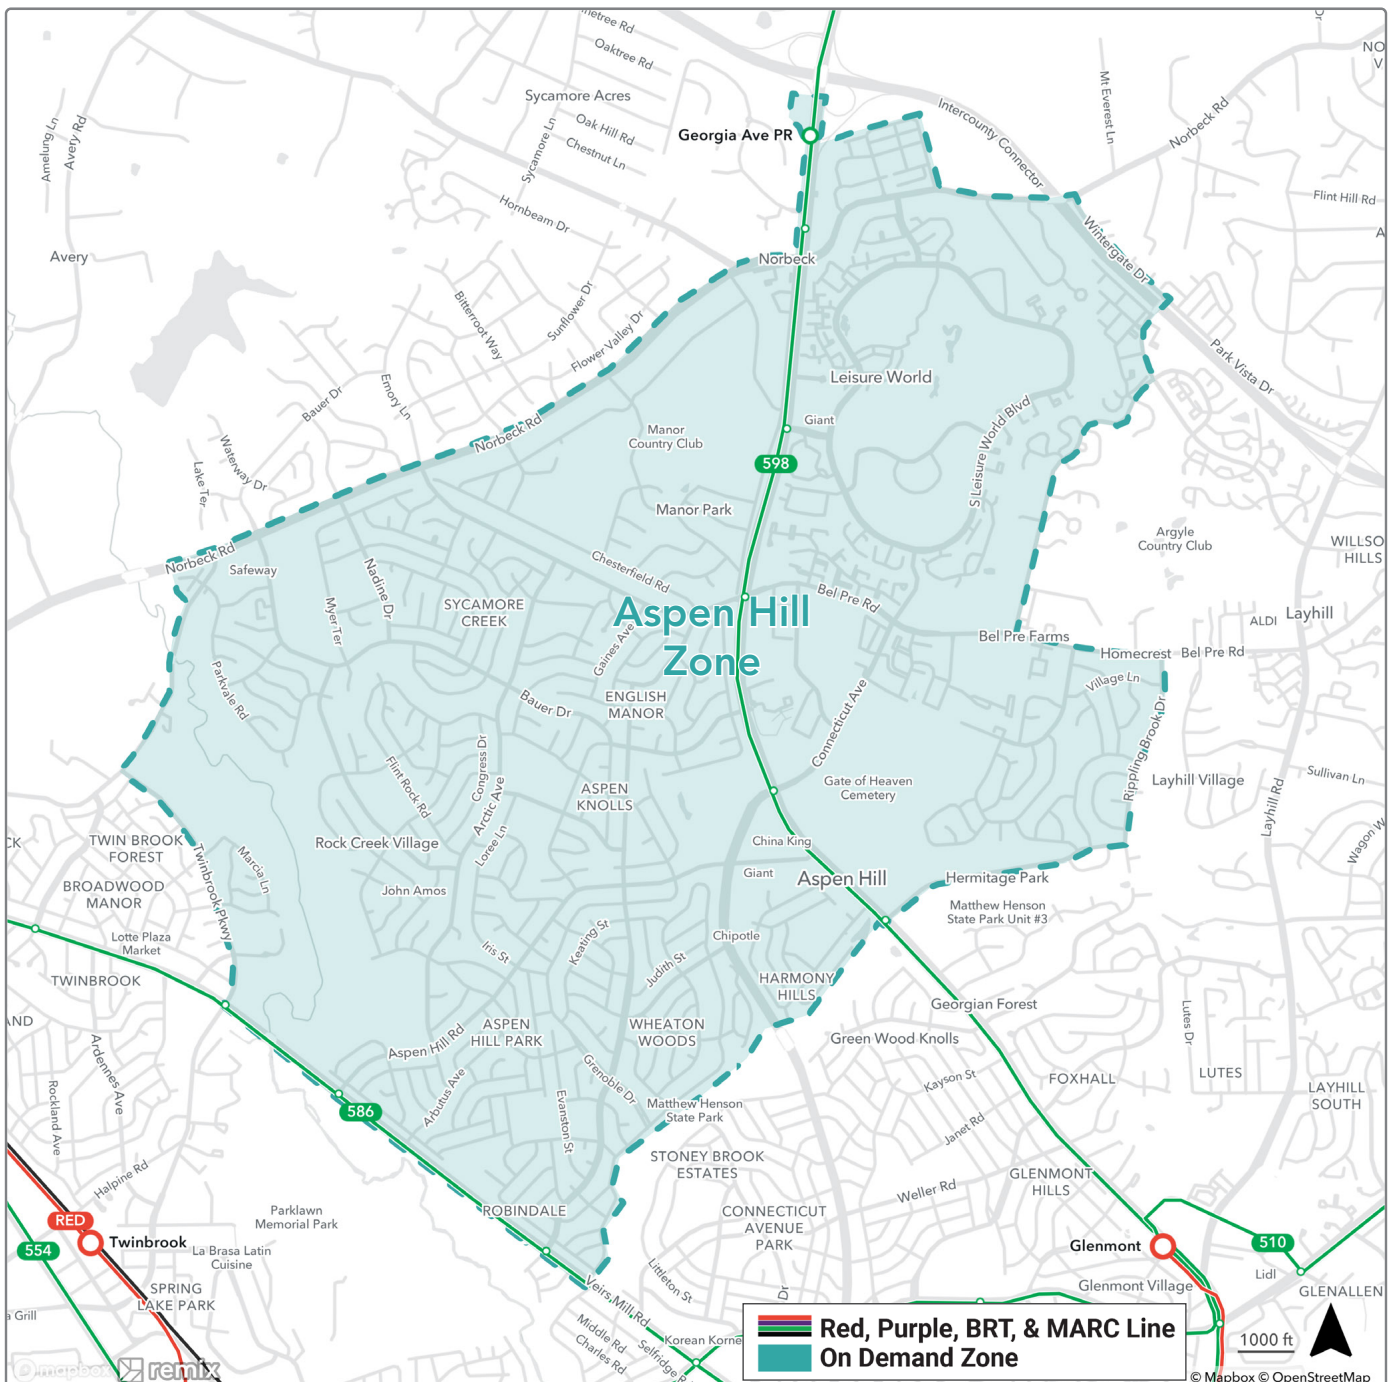 netree Rd
Oaktree Rd
Sycamore Acres
Oak Hill Rd
Chestnut Ln
Sycamore Ln
Hornbeam Dr
Amelung Ln
Avery Rd
Avery
Georgia Ave PR
Intercounty Connector
Mt Everest Ln
Norbeck Rd
Dr
NO
V
Flint Hill Rd
A
Wintergate Dr
Park Vista Dr
Norbeck
Bitterroot Way
Sunflower Dr
Flower Valley Dr
Emory Ln
Bauer Dr
Norbeck Rd
Waterway Dr
Lake Ter
Leisure World
Giant
S Leisure World Blvd
Manor
Country Club
598
Manor Park
Argyle
Country Club
WILLSO
HILLS
Norbeck Rd
Safeway
Nadine Dr
Myer Ter
SYCAMORE
CREEK
Chesterfield Rd
Aspen Hill
Zone
Gaines Ave
Bel Pre Rd
Bel Pre Farms
Homecrest
Bel Pre Rd
ALDI
Layhill
Village Ln
Parkvale Rd
ENGLISH
MANOR
Bauer Dr
Connecticut Ave
Rippling Brook Dr
Flint Rock Rd
Congress Dr
Arctic Ave
Loree Ln
ASPEN
KNOLLS
Gate of Heaven
Cemetery
Layhill Village
Sullivan Ln
Layhill Rd
Wagon W
CK
TWIN BROOK
FOREST
BROADWOOD
MANOR
Twinbrook Pkwy
Marcia Ln
Rock Creek Village
John Amos
China King
Giant
Aspen Hill
Hermitage Park
Matthew Henson
State Park Unit #3
Lotte Plaza
Market
TWINBROOK
Iris St
Keating St
Judith St
Chipotle
HARMONY
HILLS
Georgian Forest
AND
Ardennes Ave
Aspen Hill Rd
ASPEN
HILL PARK
WHEATON
WOODS
Green Wood Knolls
Lutes Dr
Kayson St
FOXHALL
LUTES
LAYHILL
SOUTH
Rockland Ave
586
Arbutus Ave
Evanston St
Grenoble Dr
Matthew Henson
State Park
Janet Rd
STONEY BROOK
ESTATES
GLENMONT
HILLS
Weller Rd
Halpine Rd
RED
Twinbrook
554
Parklawn
Memorial Park
La Brasa Latin
Cuisine
SPRING
LAKE PARK
a Grill
ROBINDALE
CONNECTICUT
AVENUE
PARK
Glenmont
510
Lidl
Glenmont Village
GLENALLEN
Littleton St
Dr
Veirs Mill Rd
Middle Rd
Charles Rd
Selfridge R
Korean Korne
Red, Purple, BRT, & MARC Line
On Demand Zone
1000 ft
mapbox
remix
© Mapbox © OpenStreetMap